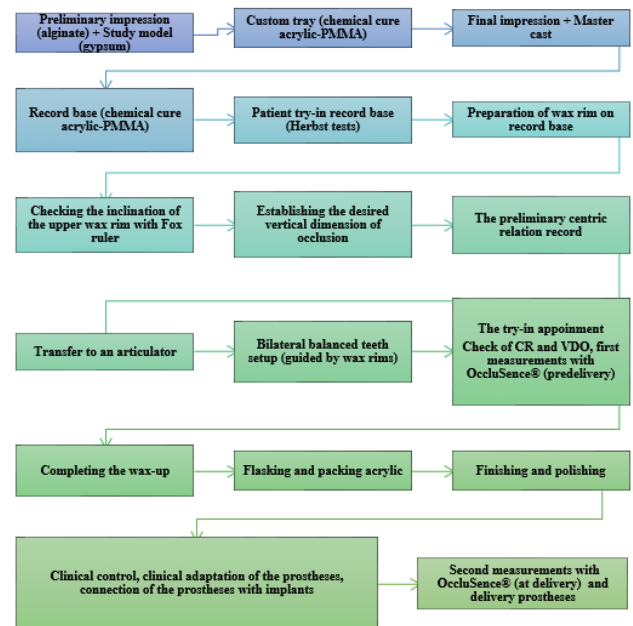 Preliminary impression
(alginate) + Study model
(gypsum)
Custom tray (chemical cure
acrylic-PMMA)
Final impression + Master
cast
Record base (chemical cure
acrylic-PMMA)
Patient try-in record base
(Herbst tests)
Preparation of wax rim on
record base
Checking the inclination of
the upper wax rim with Fox
ruler
Establishing the desired
vertical dimension of
occlusion
The preliminary centric
relation record
Transfer to an articulator
Bilateral balanced teeth
setup (guided by wax rims)
The try-in appoinment
Check of CR and VDO, first
measurements with
OccluSence® (predelivery)
Completing the wax-up
Flasking and packing acrylic
Finishing and polishing
Clinical control, clinical adaptation of the prostheses,
connection of the prostheses with implants
Second measurements with
OccluSence® (at delivery) and
delivery prostheses